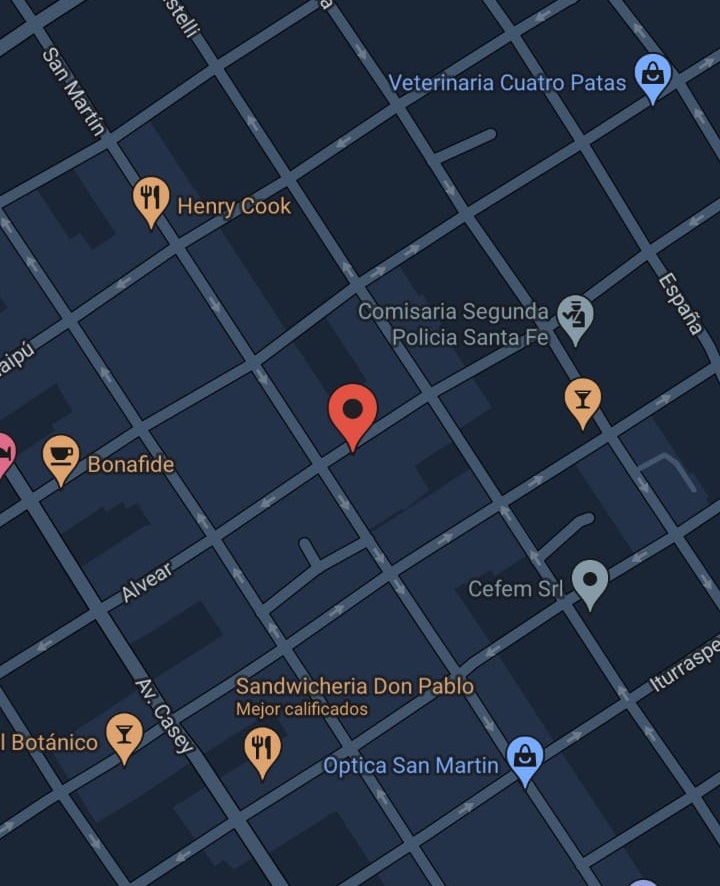 stelli
a
San Martín
Veterinaria Cuatro Patas
Henry Cook
España
Comisaria Segunda
Policia Santa Fe
aipú
Bonafide
Alvear
Cefem Srl
Iturraspe
Av. Casey
Sandwicheria Don Pablo
Mejor calificados
l Botánico
Optica San Martin